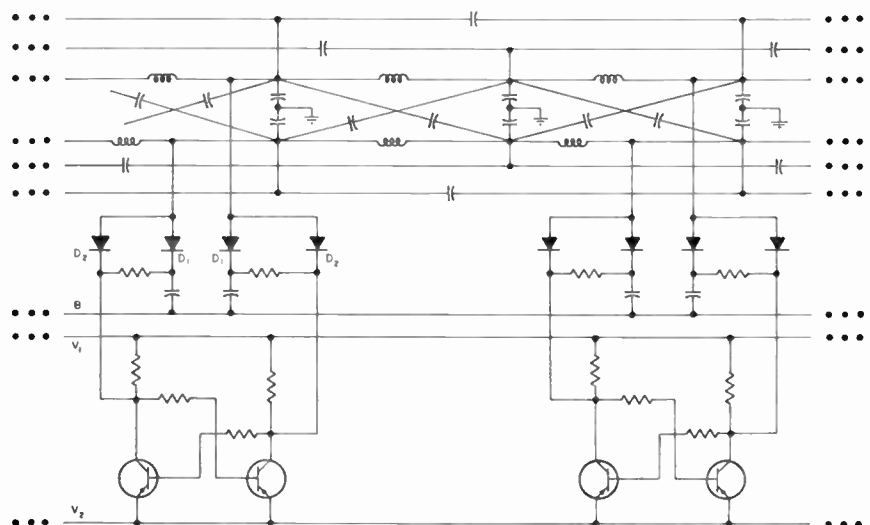 D₂ D₁ D₁ D₂
B
V₁
V₂